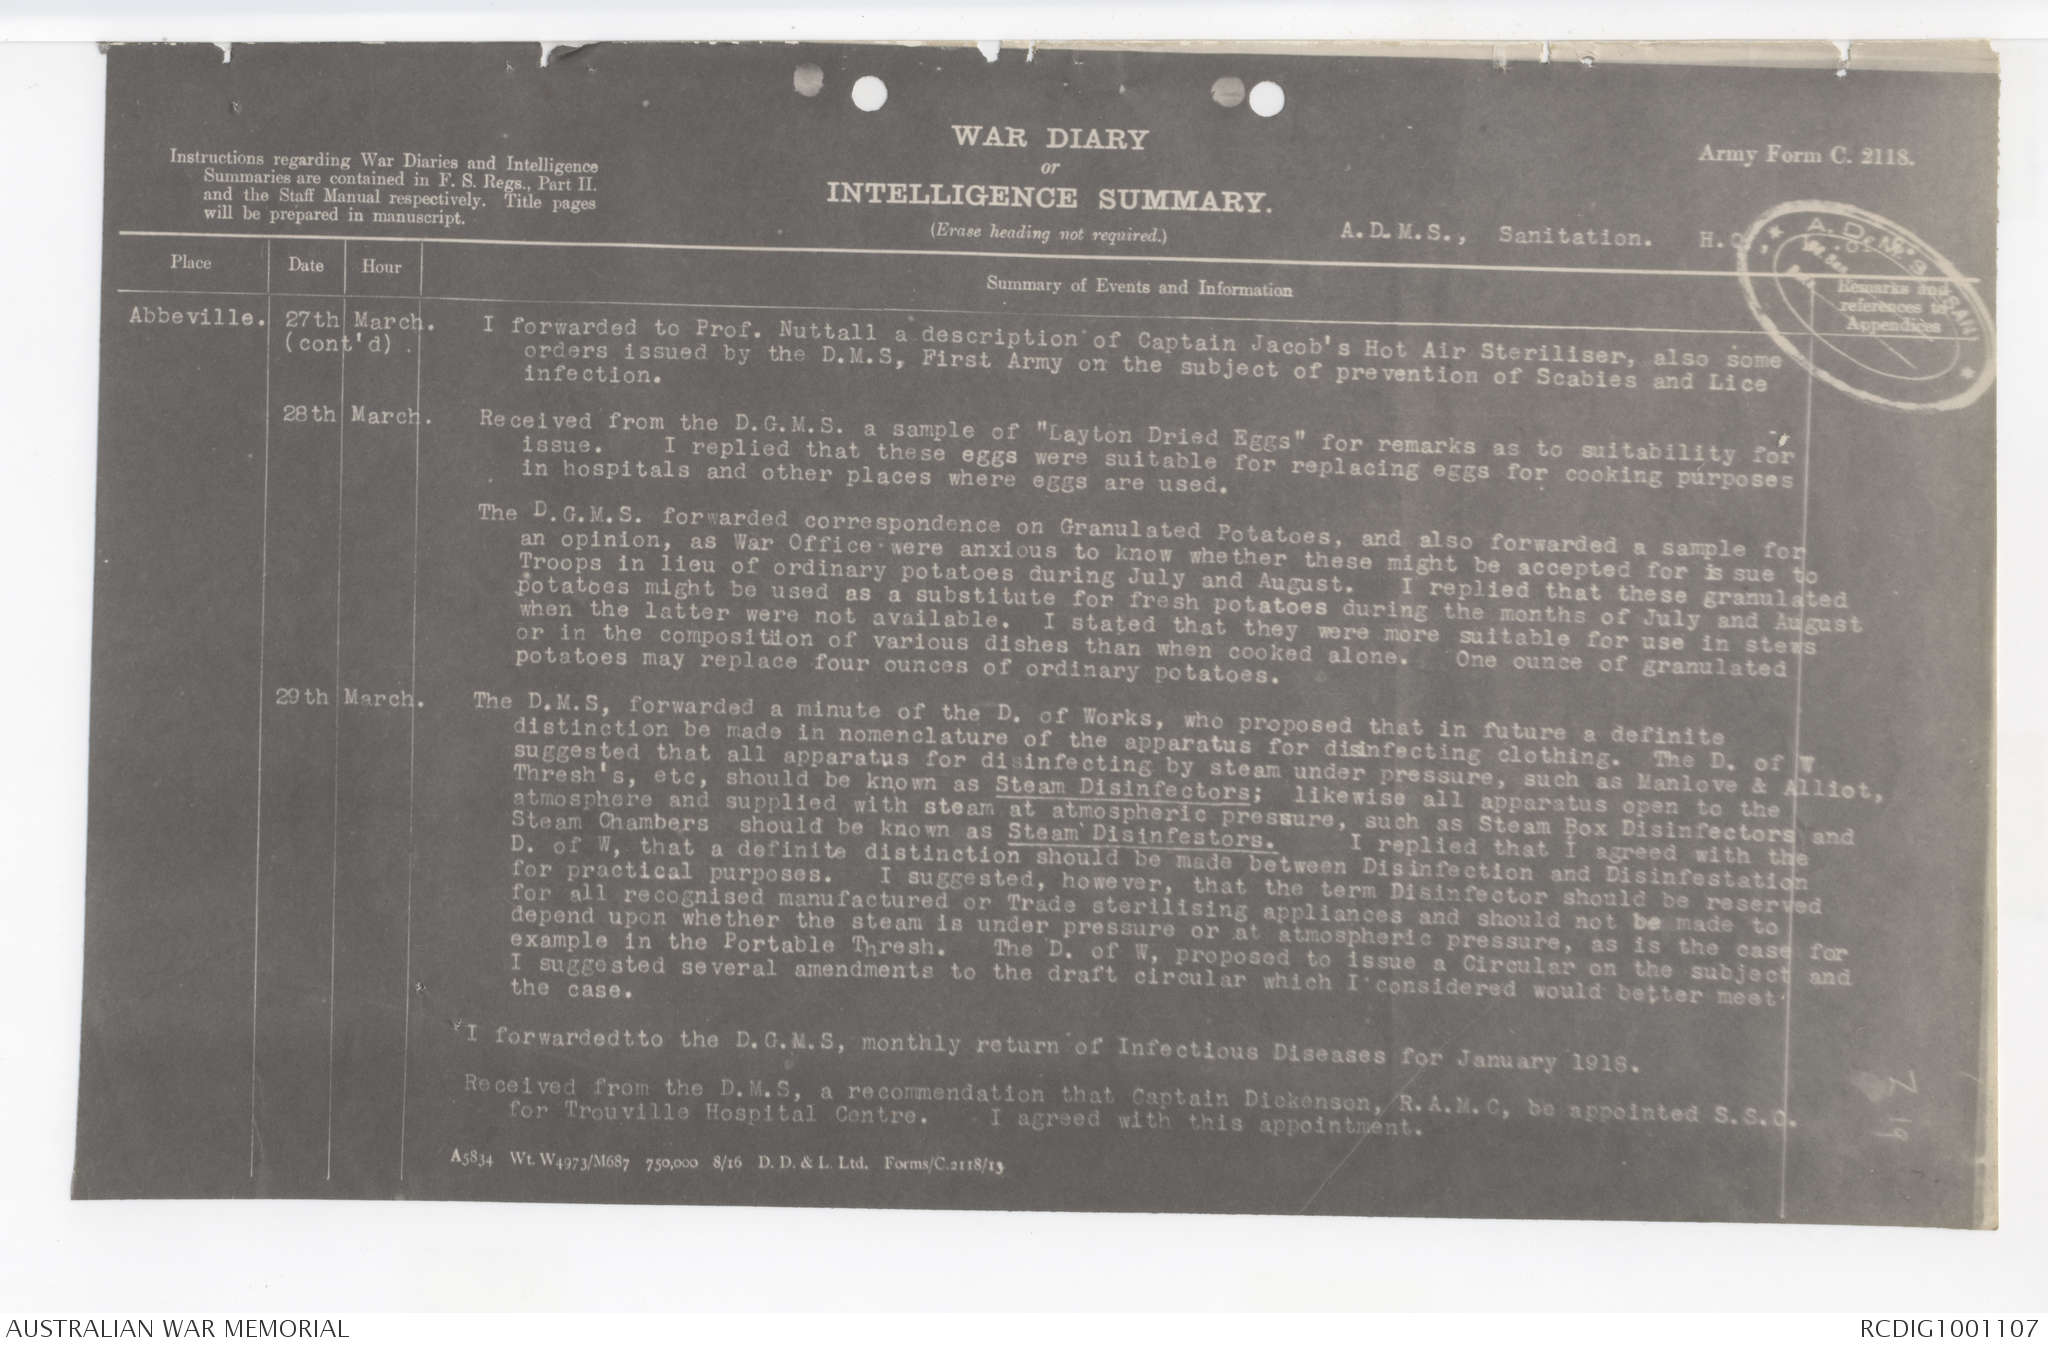 WAR DIARY
or
INTELLIGENCE SUMMARY.
(Erase heading not required.)
Army Form C. 2118.
Instructions regarding War Diaries and Intelligence
Summaries are contained in F. S. Regs., Part II.
and the Staff Manual respectively. Title pages
will be prepared in manuscript.
A.D.M.S., Sanitation. H.Q.,
Place
Date
Hour
Summary of Events and Information
Remarks and
references to
Appendices
Abbeville. 27th March. I forwarded to Prof. Nuttall a description of Captain Jacob's Hot Air Steriliser, also some
(cont'd) orders issued by the D.M.S, First Army on the subject of prevention of Scabies and Lice
infection.
28th March. Received from the D.G.M.S. a sample of "Layton Dried Eggs" for remarks as to suitability for
issue. I replied that these eggs were suitable for replacing eggs for cooking purposes
in hospitals and other places where eggs are used.
The D.G.M.S. forwarded correspondence on Granulated Potatoes, and also forwarded a sample for
an opinion, as War Office were anxious to know whether these might be accepted for is sue to
Troops in lieu of ordinary potatoes during July and August. I replied that these granulated
potatoes might be used as a substitute for fresh potatoes during the months of July and August
when the latter were not available. I stated that they were more suitable for use in stews
or in the composition of various dishes than when cooked alone. One ounce of granulated
potatoes may replace four ounces of ordinary potatoes.
29th March. The D.M.S, forwarded a minute of the D. of Works, who proposed that in future a definite
distinction be made in nomenclature of the apparatus for disinfecting clothing. The D. of W
suggested that all apparatus for disinfecting by steam under pressure, such as Manlove & Alliot,
Thresh's, etc, should be known as Steam Disinfectors; likewise all apparatus open to the
atmosphere and supplied with steam at atmospheric pressure, such as Steam Box Disinfectors and
Steam Chambers should be known as Steam Disinfestors. I replied that I agreed with the
D. of W, that a definite distinction should be made between Disinfection and Disinfestation
for practical purposes. I suggested, however, that the term Disinfector should be reserved
for all recognised manufactured or Trade sterilising appliances and should not be made to
depend upon whether the steam is under pressure or at atmospheric pressure, as is the case for
example in the Portable Thresh. The D. of W, proposed to issue a Circular on the subject and
I suggested several amendments to the draft circular which I considered would better meet
the case.
I forwardedtto the D.G.M.S, monthly return of Infectious Diseases for January 1918.
Received from the D.M.S, a recommendation that Captain Dickenson, R.A.M.C, be appointed S.S.O.
for Trouville Hospital Centre. I agreed with this appointment.
A5834 Wt. W4973/M687 750,000 8/16 D. D. & L. Ltd. Forms/C.2118/13
AUSTRALIAN WAR MEMORIAL
RCDIG1001107